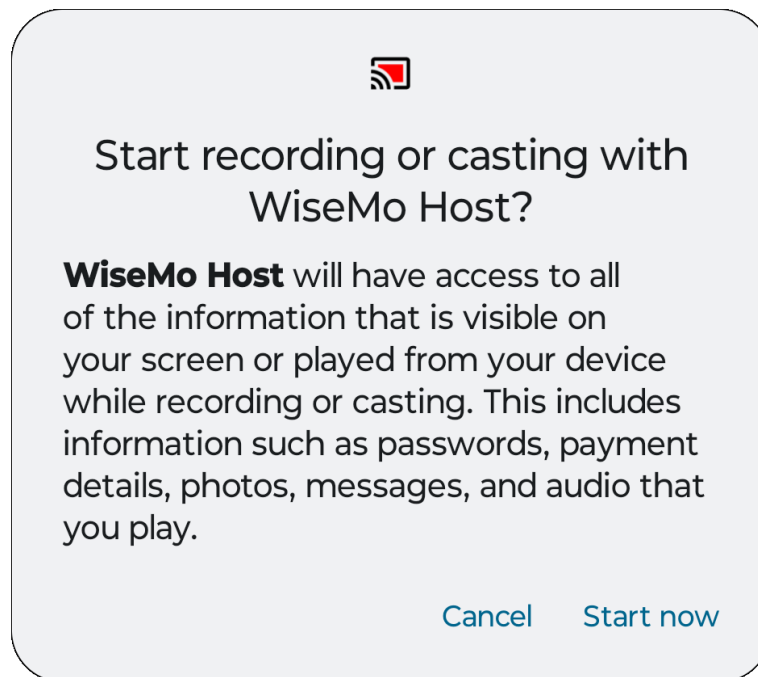 Start recording or casting with
WiseMo Host?
WiseMo Host will have access to all
of the information that is visible on
your screen or played from your device
while recording or casting. This includes
information such as passwords, payment
details, photos, messages, and audio that
you play.
Cancel Start now